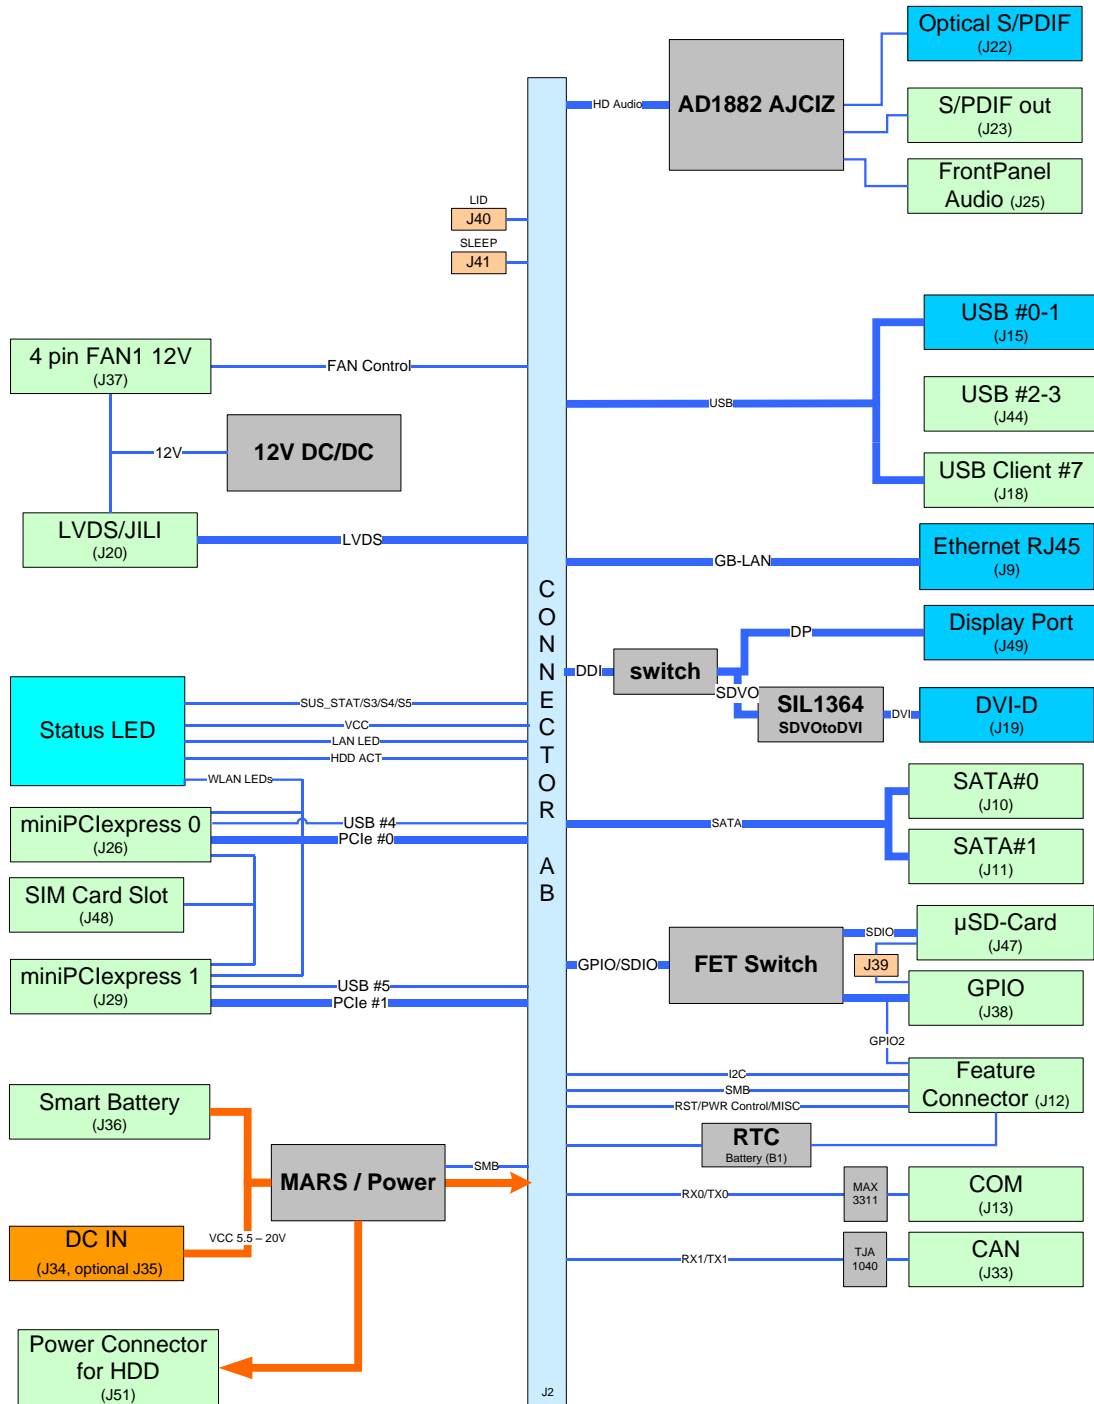 Optical S/PDIF
(J22)
HD Audio
AD1882 AJCIZ
S/PDIF out
(J23)
FrontPanel
Audio (J25)
LID
J40
SLEEP
J41
USB #0-1
(J15)
4 pin FAN1 12V
(J37)
FAN Control
USB
USB #2-3
(J44)
12V
12V DC/DC
USB Client #7
(J18)
LVDS/JILI
(J20)
LVDS
GB-LAN
Ethernet RJ45
(J9)
CONNECTOR AB
DP
Display Port
(J49)
DDI
switch
SDVO
SIL1364
SDVOtoDVI
DVI
DVI-D
(J19)
Status LED
SUS_STAT/S3/S4/S5
VCC
LAN LED
HDD ACT
WLAN LEDs
SATA#0
(J10)
miniPCIexpress 0
(J26)
USB #4
PCIe #0
SATA
SATA#1
(J11)
SIM Card Slot
(J48)
µSD-Card
(J47)
SDIO
GPIO/SDIO
FET Switch
J39
miniPCIexpress 1
(J29)
USB #5
PCIe #1
GPIO
(J38)
GPIO2
I2C
SMB
RST/PWR Control/MISC
Feature
Connector (J12)
Smart Battery
(J36)
RTC
Battery (B1)
SMB
MARS / Power
RX0/TX0
MAX
3311
COM
(J13)
VCC 5.5 – 20V
DC IN
(J34, optional J35)
RX1/TX1
TJA
1040
CAN
(J33)
Power Connector
for HDD
(J51)
J2